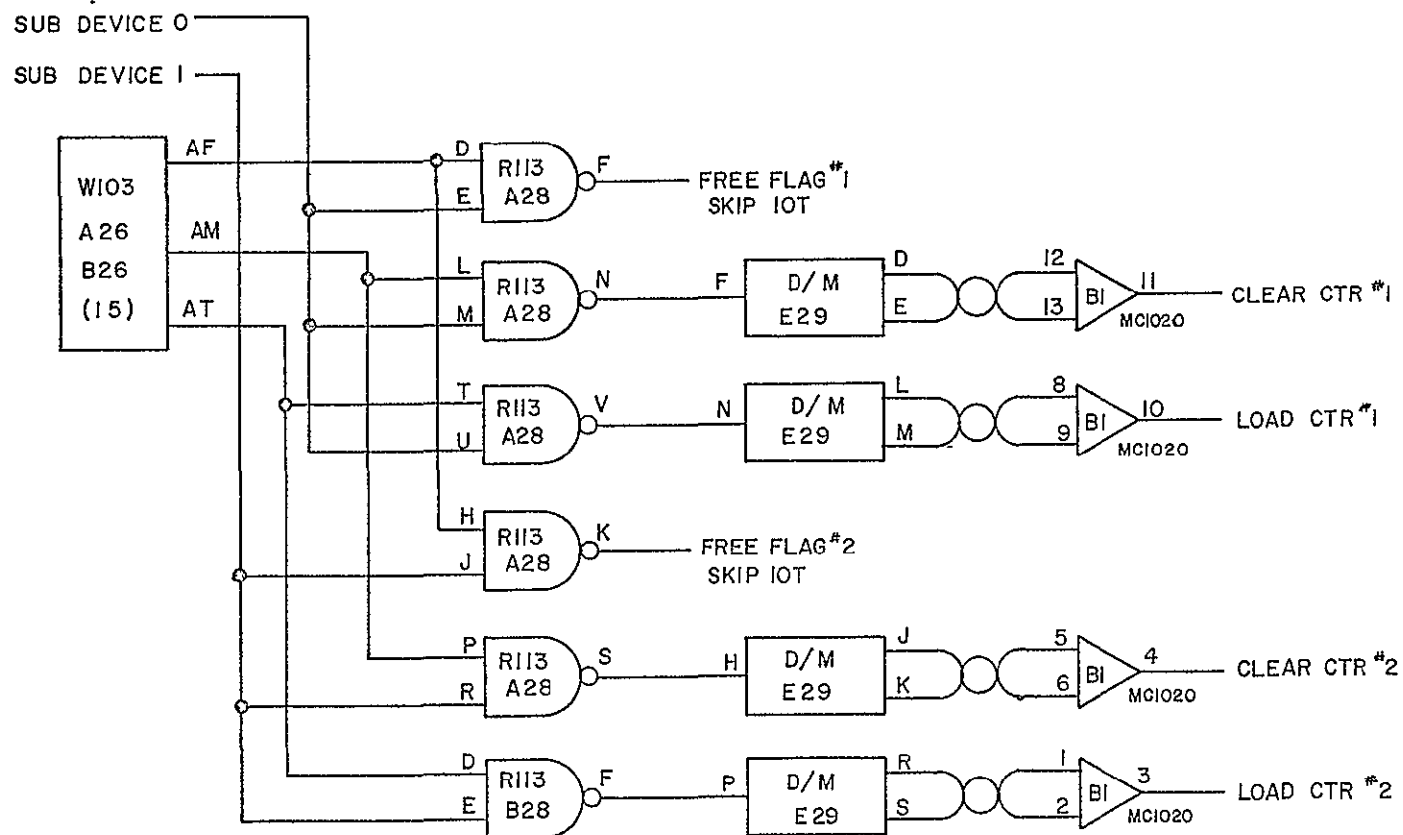 SUB DEVICE 0
SUB DEVICE 1
W103
A26
B26
(15)
AF
AM
AT
D
E
R113
A28
F
FREE FLAG #1
SKIP IOT
L
M
R113
A28
N
F
D/M
E29
D
E
12
13
B1
11
MC1020
CLEAR CTR #1
T
U
R113
A28
V
N
D/M
E29
L
M
8
9
B1
10
MC1020
LOAD CTR #1
H
J
R113
A28
K
FREE FLAG #2
SKIP IOT
P
R
R113
A28
S
H
D/M
E29
J
K
5
6
B1
4
MC1020
CLEAR CTR #2
D
E
R113
B28
F
P
D/M
E29
R
S
1
2
B1
3
MC1020
LOAD CTR #2